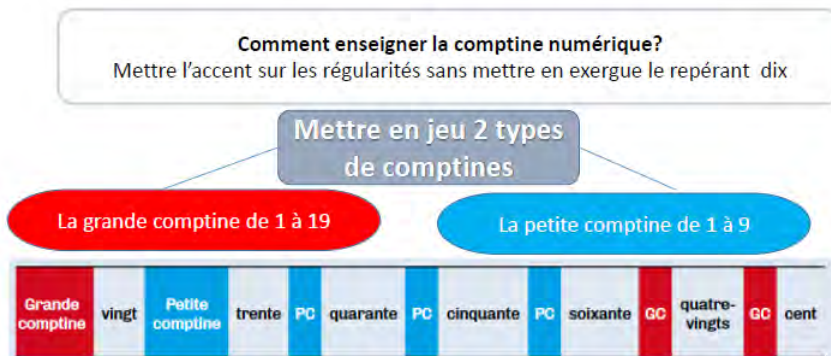 Comment enseigner la comptine numérique?
Mettre l'accent sur les régularités sans mettre en exergue le repérant dix
Mettre en jeu 2 types
de comptines
La grande comptine de 1 à 19
La petite comptine de 1 à 9
Grande comptine vingt Petite comptine trente PC quarante PC cinquante PC soixante GC quatre-vingts GC cent